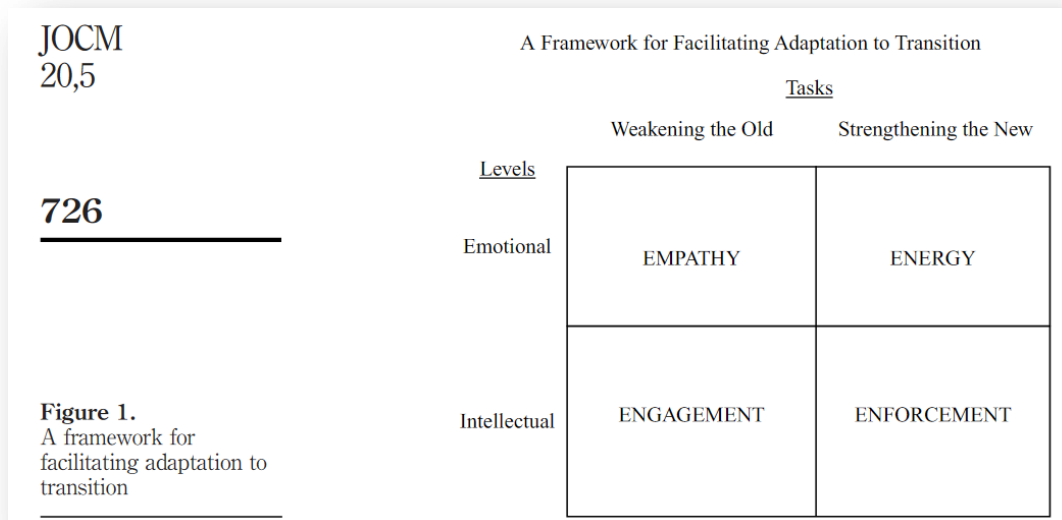 JOCM
20,5
726
Figure 1.
A framework for
facilitating adaptation to
transition
A Framework for Facilitating Adaptation to Transition
Tasks
Weakening the Old Strengthening the New
Levels
Emotional EMPATHY ENERGY
Intellectual ENGAGEMENT ENFORCEMENT